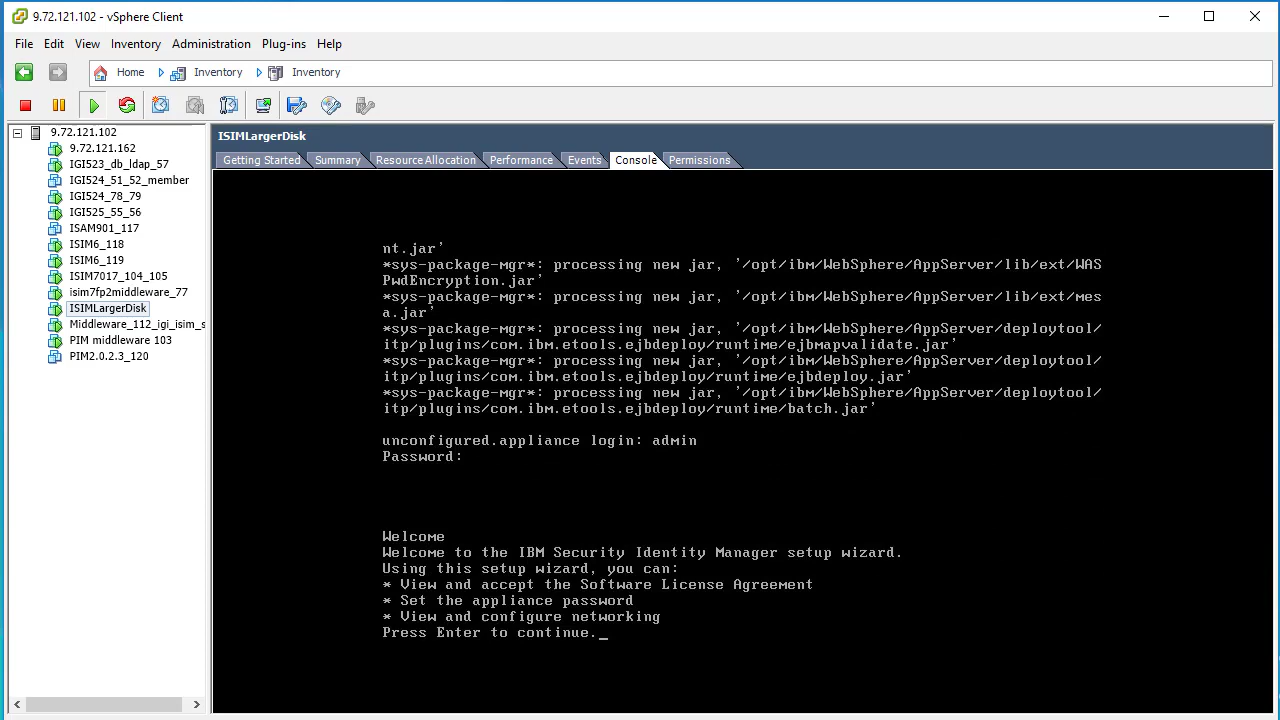 9.72.121.102 - vSphere Client
File Edit View Inventory Administration Plug-ins Help
Home Inventory Inventory
9.72.121.102
9.72.121.162
IGI523_db_ldap_57
IGI524_51_52_member
IGI524_78_79
IGI525_55_56
ISAM901_117
ISIM6_118
ISIM6_119
ISIM7017_104_105
isim7fp2middleware_77
ISIMLargerDisk
Middleware_112_igi_isim_s
PIM middleware 103
PIM2.0.2.3_120
ISIMLargerDisk
Getting Started Summary Resource Allocation Performance Events Console Permissions
nt.jar'
*sys-package-mgr*: processing new jar, '/opt/ibm/WebSphere/AppServer/lib/ext/WAS
PwdEncryption.jar'
*sys-package-mgr*: processing new jar, '/opt/ibm/WebSphere/AppServer/lib/ext/mes
a.jar'
*sys-package-mgr*: processing new jar, '/opt/ibm/WebSphere/AppServer/deploytool/
itp/plugins/com.ibm.etools.ejbdeploy/runtime/ejbmapvalidate.jar'
*sys-package-mgr*: processing new jar, '/opt/ibm/WebSphere/AppServer/deploytool/
itp/plugins/com.ibm.etools.ejbdeploy/runtime/ejbdeploy.jar'
*sys-package-mgr*: processing new jar, '/opt/ibm/WebSphere/AppServer/deploytool/
itp/plugins/com.ibm.etools.ejbdeploy/runtime/batch.jar'
unconfigured.appliance login: admin
Password:
Welcome
Welcome to the IBM Security Identity Manager setup wizard.
Using this setup wizard, you can:
* View and accept the Software License Agreement
* Set the appliance password
* View and configure networking
Press Enter to continue._